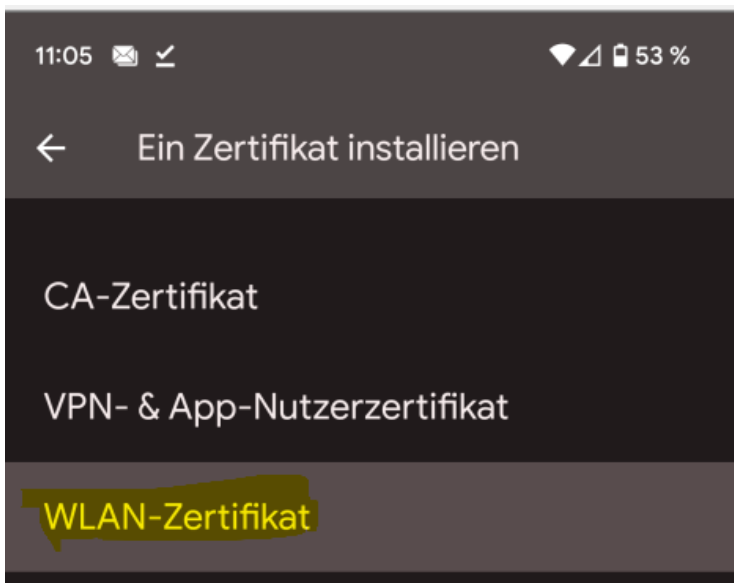 11:05 53 %
Ein Zertifikat installieren
CA-Zertifikat
VPN- & App-Nutzerzertifikat
WLAN-Zertifikat